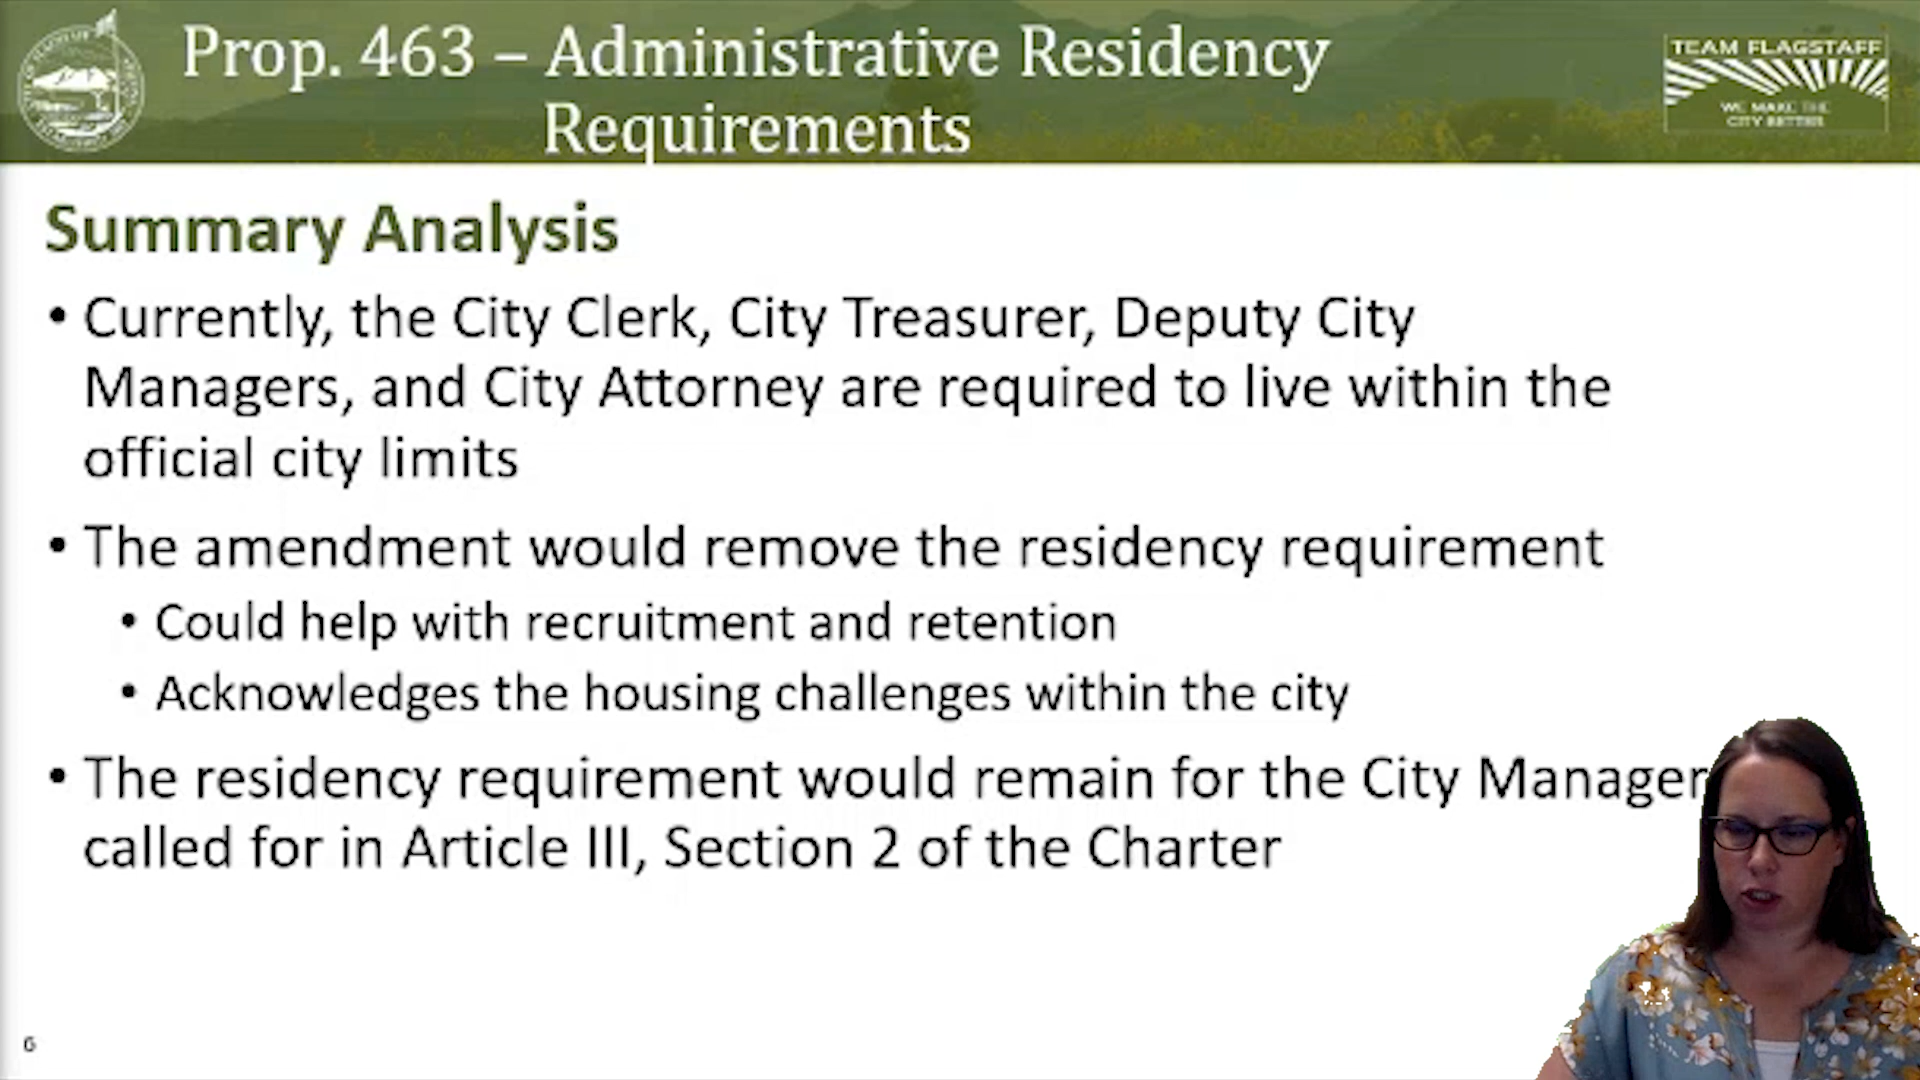 Prop. 463 – Administrative Residency
Requirements
TEAM FLAGSTAFF
WE MAKE THE
CITY BETTER
Summary Analysis
• Currently, the City Clerk, City Treasurer, Deputy City
Managers, and City Attorney are required to live within the
official city limits
• The amendment would remove the residency requirement
• Could help with recruitment and retention
• Acknowledges the housing challenges within the city
• The residency requirement would remain for the City Manager
called for in Article III, Section 2 of the Charter
6